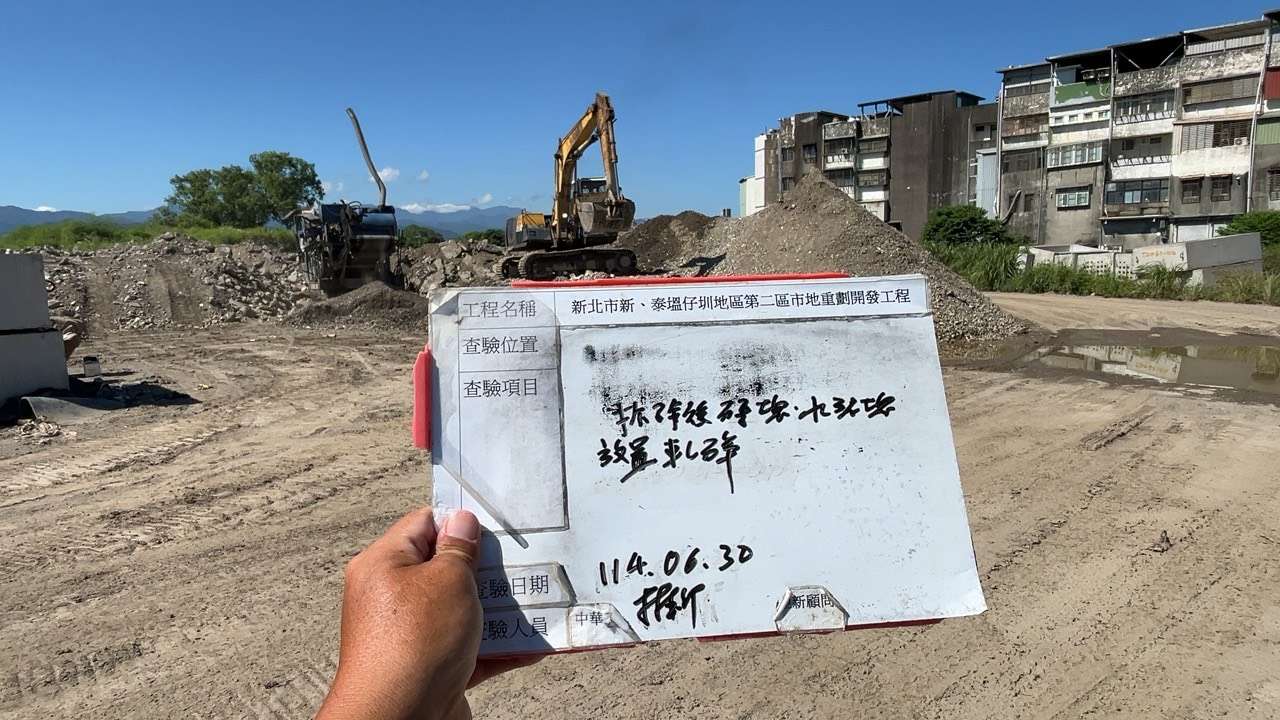 工程名稱 新北市新、泰塭仔圳地區第二區市地重劃開發工程
查驗位置
查驗項目
拆除後磚塊.水泥塊
放置軋碎
查驗日期 114.06.30
查驗人員 中華 新顧問